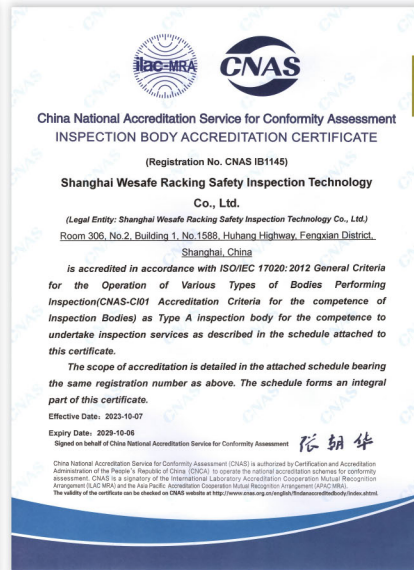 ilac-MRA
CNAS
China National Accreditation Service for Conformity Assessment
INSPECTION BODY ACCREDITATION CERTIFICATE
(Registration No. CNAS IB1145)
Shanghai Wesafe Racking Safety Inspection Technology
Co., Ltd.
(Legal Entity: Shanghai Wesafe Racking Safety Inspection Technology Co., Ltd.)
Room 306, No.2, Building 1, No.1588, Huhang Highway, Fengxian District,
Shanghai, China
is accredited in accordance with ISO/IEC 17020: 2012 General Criteria
for the Operation of Various Types of Bodies Performing
Inspection(CNAS-CI01 Accreditation Criteria for the competence of
Inspection Bodies) as Type A inspection body for the competence to
undertake inspection services as described in the schedule attached to
this certificate.
The scope of accreditation is detailed in the attached schedule bearing
the same registration number as above. The schedule forms an integral
part of this certificate.
Effective Date: 2023-10-07
Expiry Date: 2029-10-06
Signed on behalf of China National Accreditation Service for Conformity Assessment 张朝华
China National Accreditation Service for Conformity Assessment (CNAS) is authorized by Certification and Accreditation
Administration of the People's Republic of China (CNCA) to operate the national accreditation schemes for conformity
assessment. CNAS is a signatory of the International Laboratory Accreditation Cooperation Mutual Recognition
Arrangement (ILAC MRA) and the Asia Pacific Accreditation Cooperation Mutual Recognition Arrangement (APAC MRA).
The validity of the certificate can be checked on CNAS website at http://www.cnas.org.cn/english/findanaccreditedbody/index.shtml.